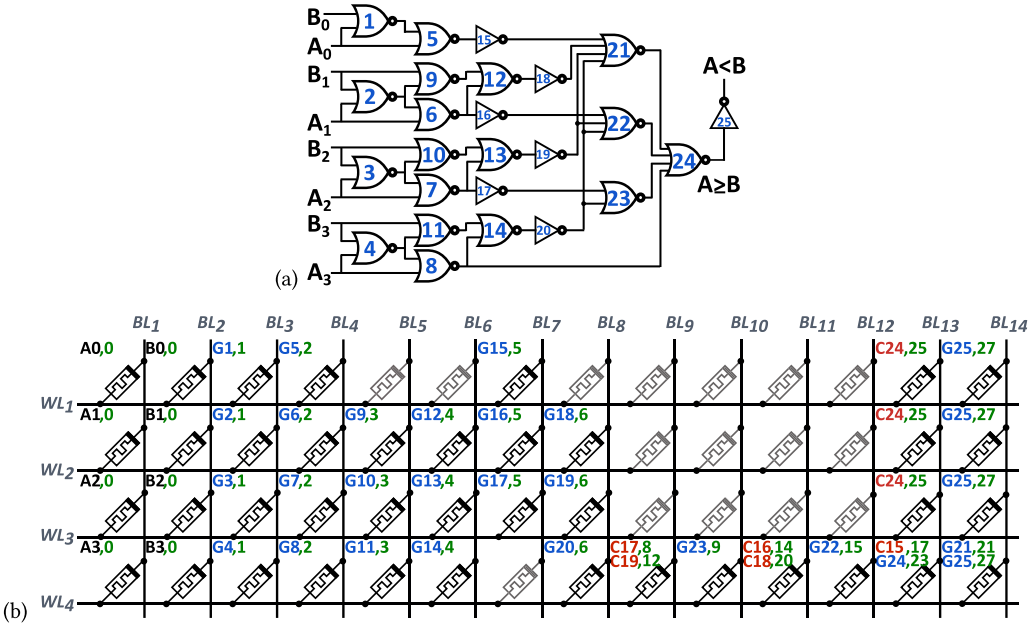 B0 1
A0 5 15 21
A<B
B1 9 12 18
2
A1 6 16 22 25
B2 10 13 19
3 24
A2 7 17 23 A≥B
B3 11 14 20
4
A3 8
(a)
BL1 BL2 BL3 BL4 BL5 BL6 BL7 BL8 BL9 BL10 BL11 BL12 BL13 BL14
A0,0 B0,0 G1,1 G5,2 G15,5 C24,25 G25,27
WL1
A1,0 B1,0 G2,1 G6,2 G9,3 G12,4 G16,5 G18,6 C24,25 G25,27
WL2
A2,0 B2,0 G3,1 G7,2 G10,3 G13,4 G17,5 G19,6 C24,25 G25,27
WL3
A3,0 B3,0 G4,1 G8,2 G11,3 G14,4 G20,6 C17,8 G23,9 C16,14 G22,15 C15,17 G21,21
C19,12 C18,20 G24,23 G25,27
WL4
(b)